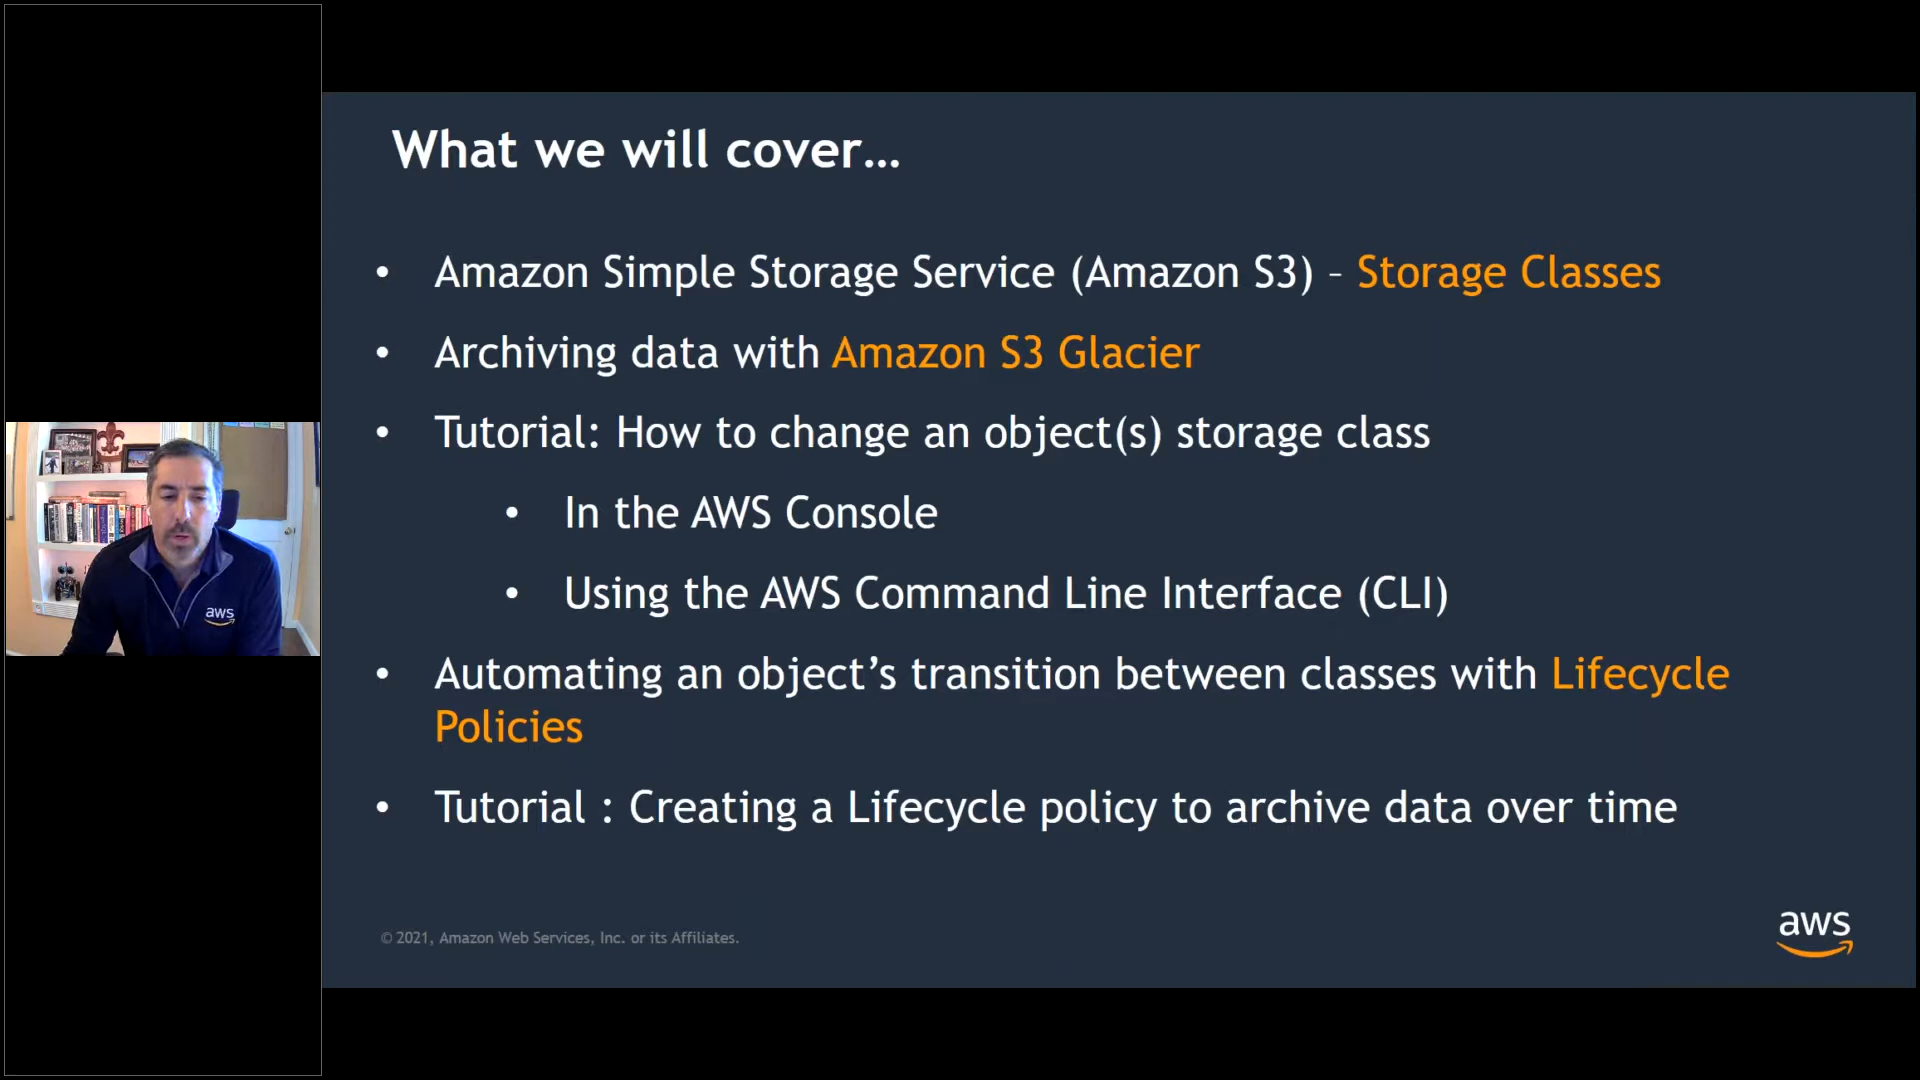 What we will cover…
• Amazon Simple Storage Service (Amazon S3) – Storage Classes
• Archiving data with Amazon S3 Glacier
• Tutorial: How to change an object(s) storage class
• In the AWS Console
• Using the AWS Command Line Interface (CLI)
• Automating an object’s transition between classes with Lifecycle
Policies
• Tutorial : Creating a Lifecycle policy to archive data over time
© 2021, Amazon Web Services, Inc. or its Affiliates.
aws
aws